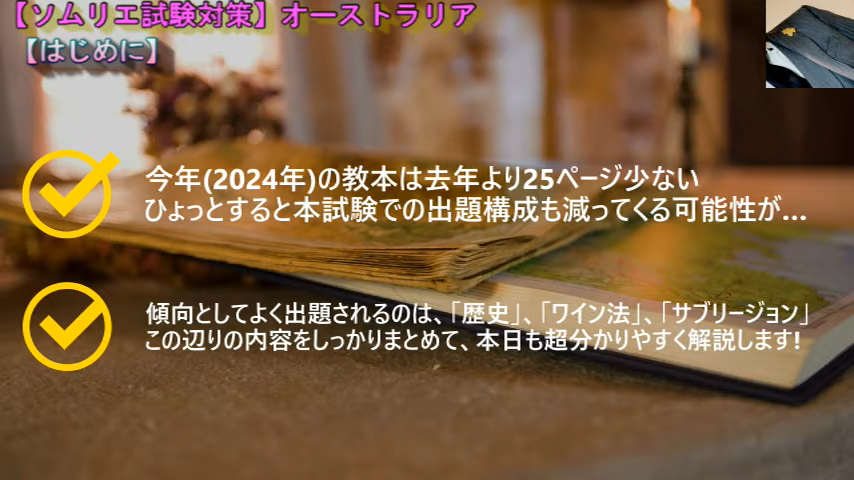 【ソムリエ試験対策】オーストラリア
【はじめに】
今年(2024年)の教本は去年より25ページ少ない
ひょっとすると本試験での出題構成も減ってくる可能性が...
傾向としてよく出題されるのは、「歴史」、「ワイン法」、「サブリージョン」
この辺りの内容をしっかりまとめて、本日も超分かりやすく解説します!